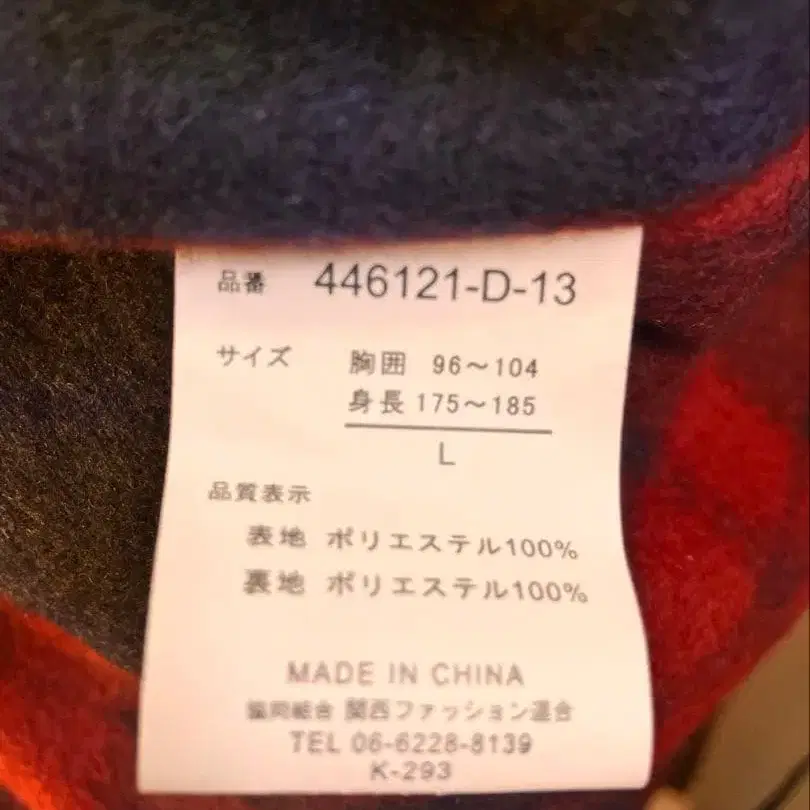 品番 446121-D-13
サイズ 胸囲 96～104
身長 175～185
L
品質表示
表地 ポリエステル100%
裏地 ポリエステル100%
MADE IN CHINA
協同組合 関西ファッション連合
TEL 06-6228-8139
K-293